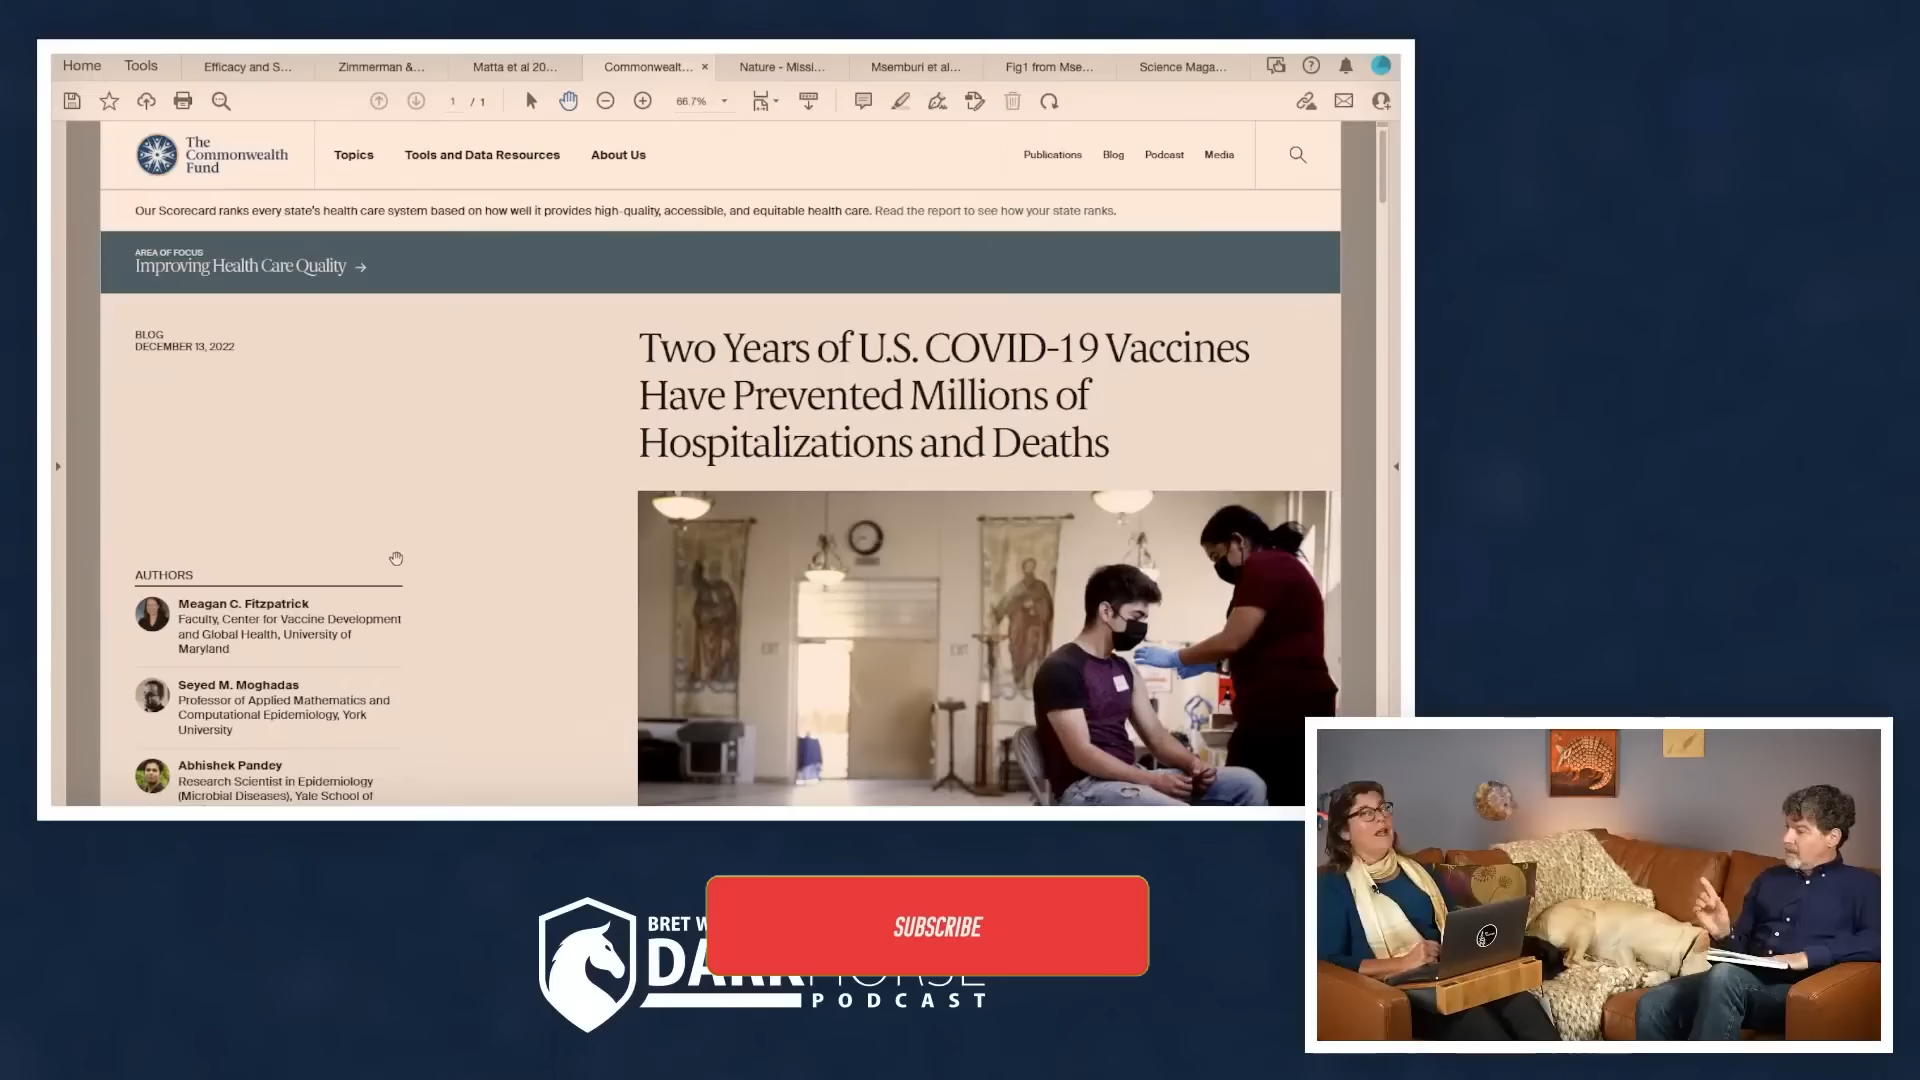 Home Tools Efficacy and S... Zimmerman &... Matta et al 20... Commonwealt... × Nature - Missi... Msemburi et al... Fig1 from Mse... Science Maga...
1 / 1 66.7%
The
Commonwealth
Fund
Topics Tools and Data Resources About Us Publications Blog Podcast Media
Our Scorecard ranks every state's health care system based on how well it provides high-quality, accessible, and equitable health care. Read the report to see how your state ranks.
AREA OF FOCUS
Improving Health Care Quality →
BLOG
DECEMBER 13, 2022
Two Years of U.S. COVID-19 Vaccines
Have Prevented Millions of
Hospitalizations and Deaths
AUTHORS
Meagan C. Fitzpatrick
Faculty, Center for Vaccine Development
and Global Health, University of
Maryland
Seyed M. Moghadas
Professor of Applied Mathematics and
Computational Epidemiology, York
University
Abhishek Pandey
Research Scientist in Epidemiology
(Microbial Diseases), Yale School of
EXIT
BRET W
SUBSCRIBE
DARKHORSE
PODCAST